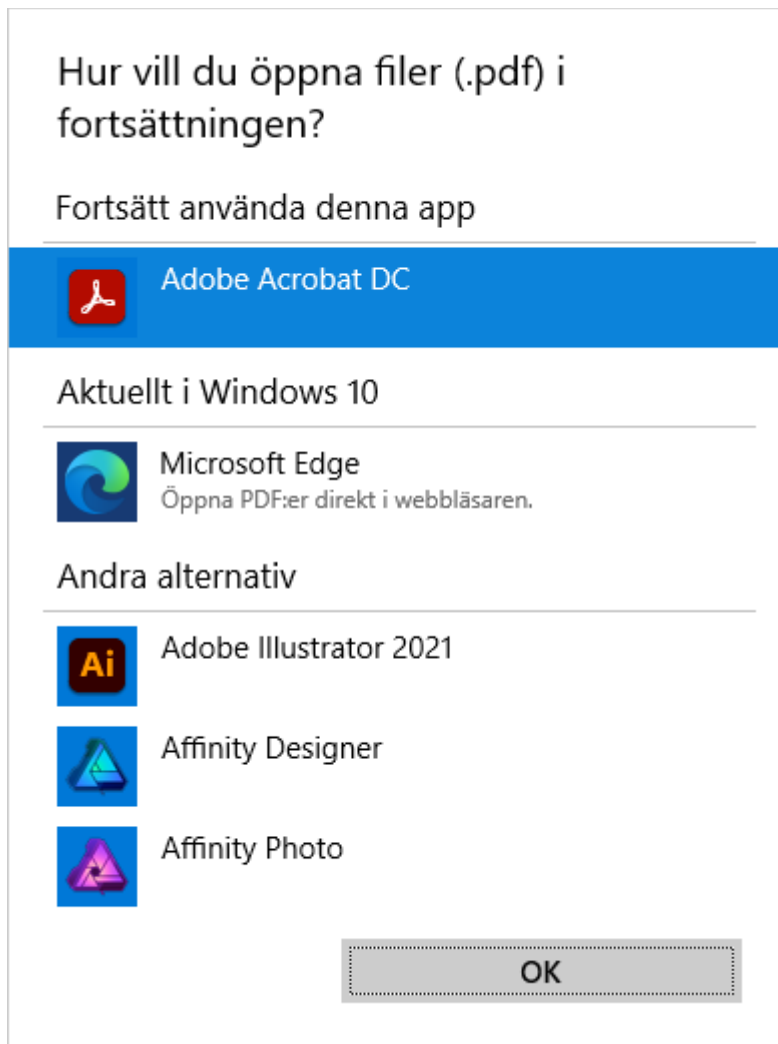 Hur vill du öppna filer (.pdf) i
fortsättningen?
Fortsätt använda denna app
Adobe Acrobat DC
Aktuellt i Windows 10
Microsoft Edge
Öppna PDF:er direkt i webbläsaren.
Andra alternativ
Ai
Adobe Illustrator 2021
Affinity Designer
Affinity Photo
OK